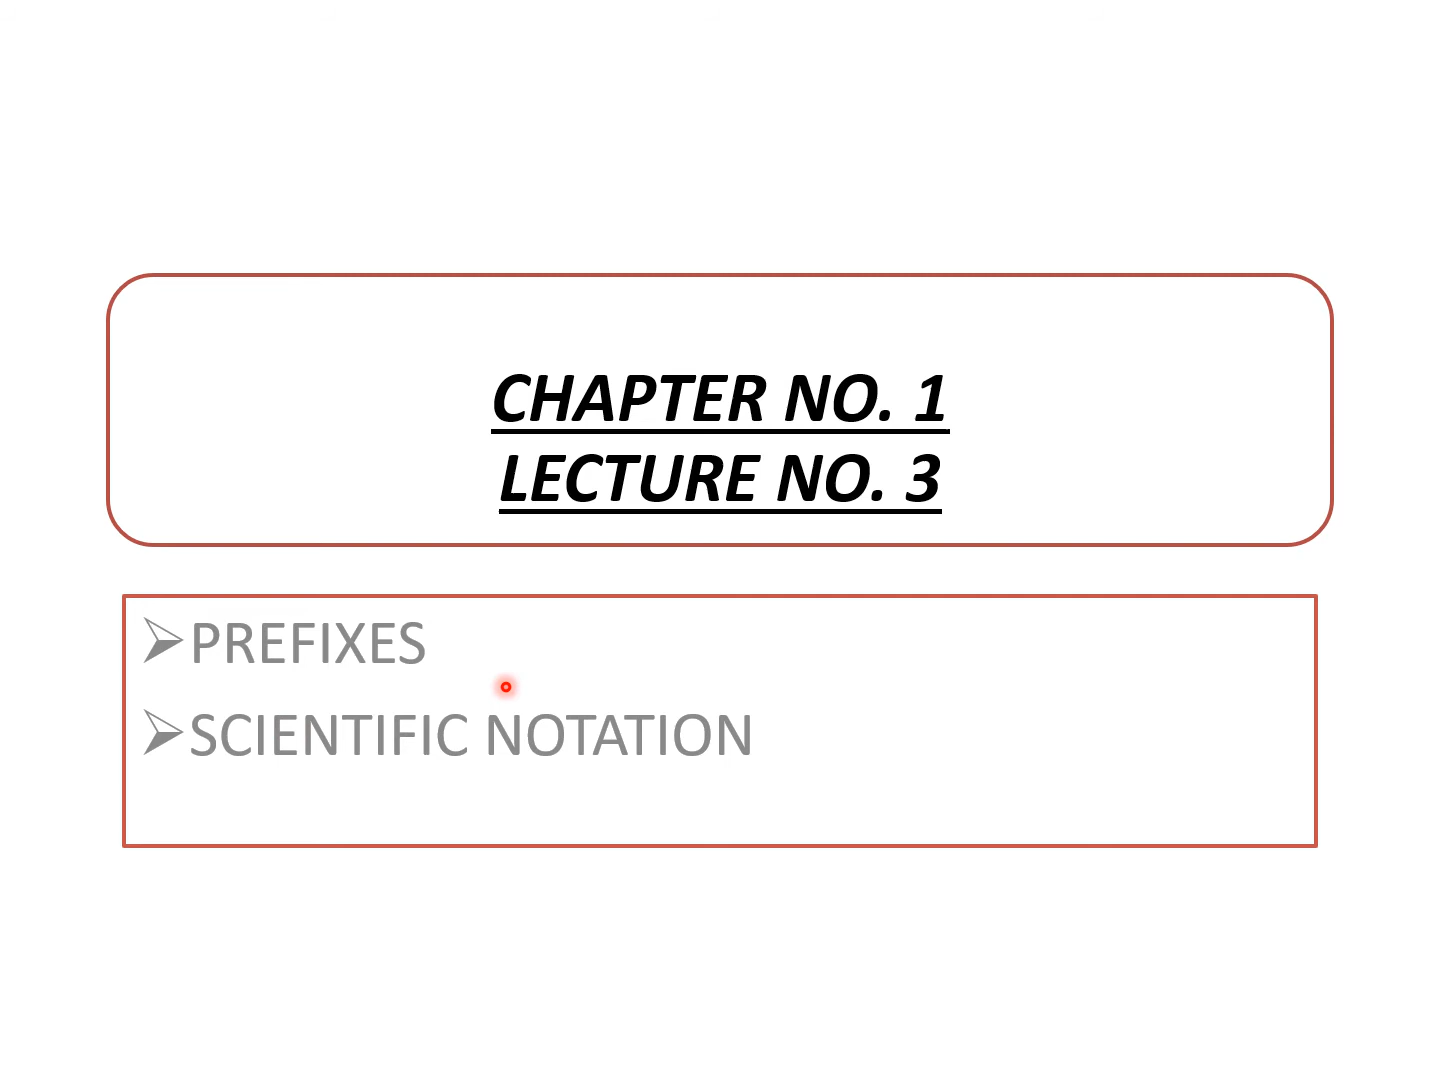 CHAPTER NO. 1
LECTURE NO. 3
➢PREFIXES
➢SCIENTIFIC NOTATION